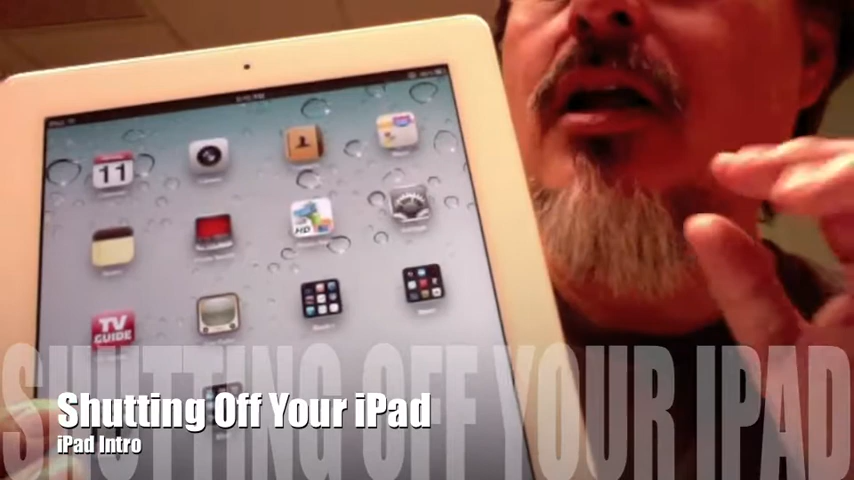 11
HD
TV
GUIDE
SHUTTING OFF YOUR IPAD
Shutting Off Your iPad
iPad Intro